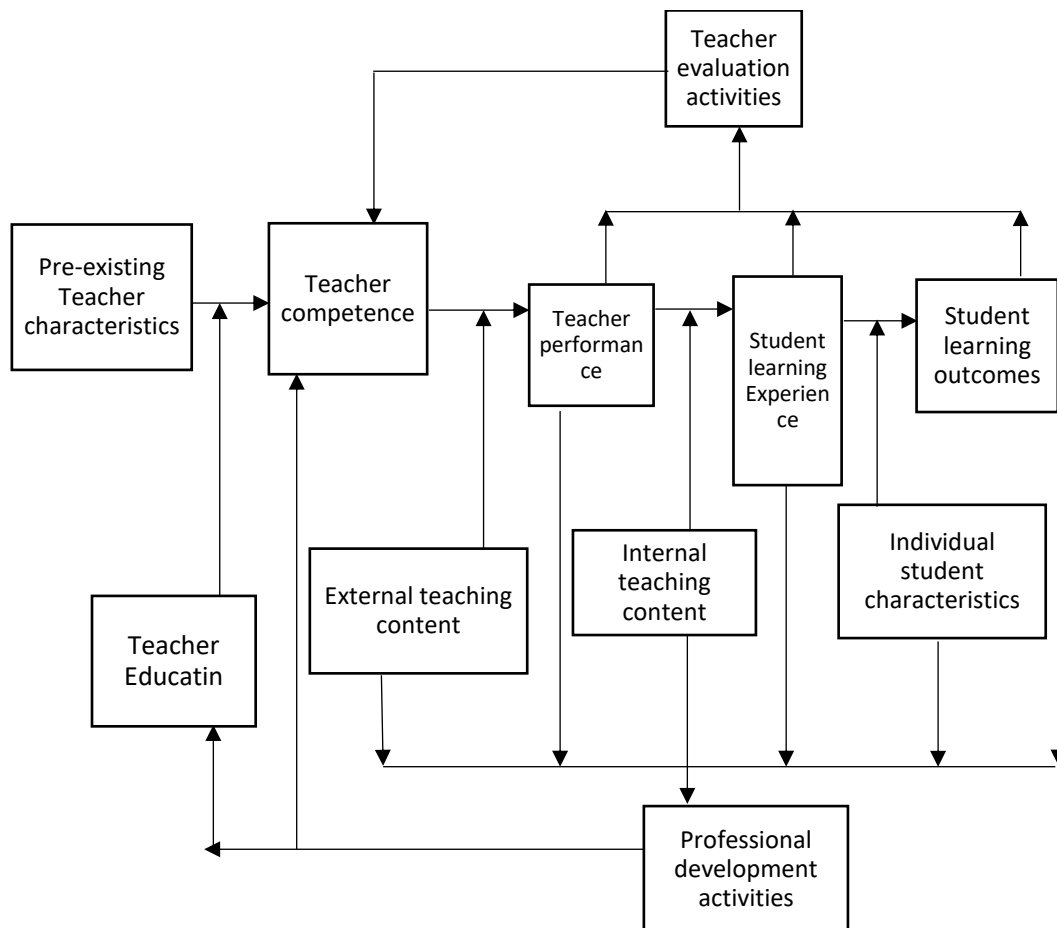 Teacher
evaluation
activities
Pre-existing
Teacher
characteristics
Teacher
competence
Teacher
performan
ce
Student
learning
Experien
ce
Student
learning
outcomes
External teaching
content
Internal
teaching
content
Individual
student
characteristics
Teacher
Educatin
Professional
development
activities